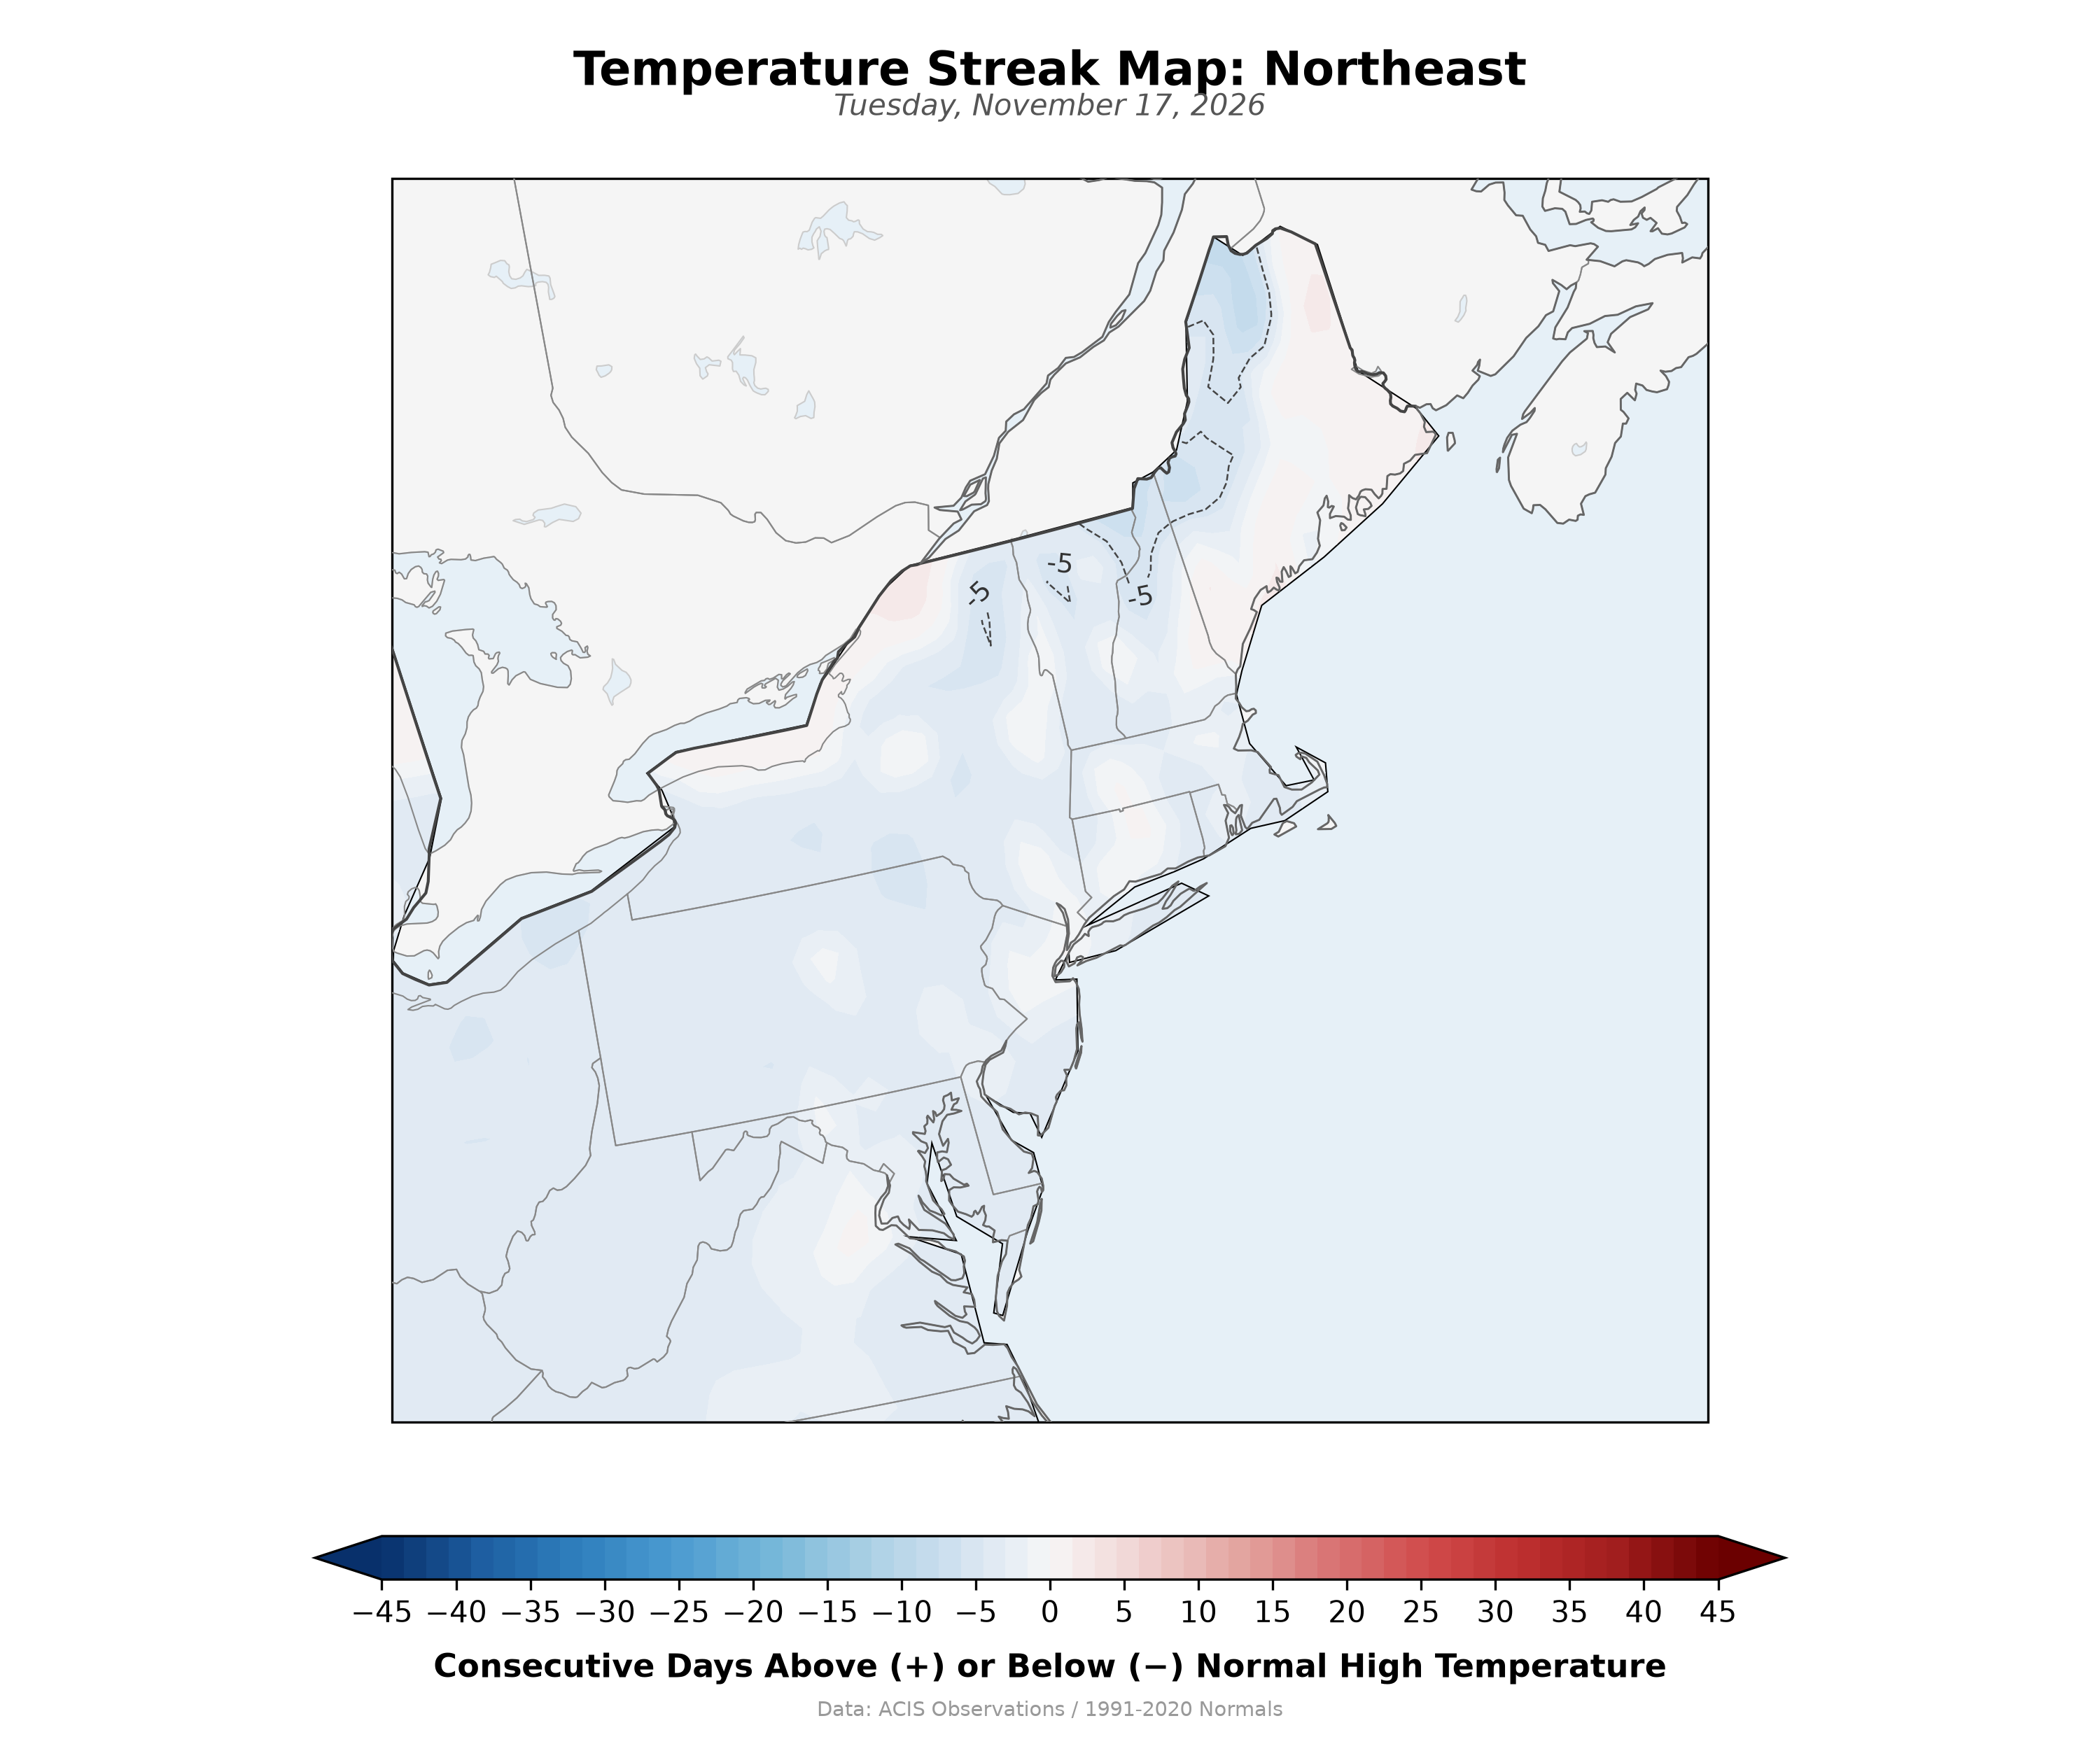 Temperature Streak Map: Northeast
Tuesday, November 17, 2026
-5
-5
-5
−45 −40 −35 −30 −25 −20 −15 −10 −5 0 5 10 15 20 25 30 35 40 45
Consecutive Days Above (+) or Below (−) Normal High Temperature
Data: ACIS Observations / 1991-2020 Normals